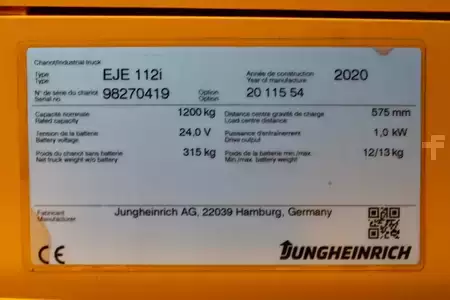 Chariot/Industrial truck
Type EJE 112i Année de construction 2020
Type Year of manufacture
N° de série du chariot 98270419 Option 20 115 54
Serial no. Option
Capacité nominale 1200 kg Distance centre gravité de charge 575 mm
Rated capacity Load centre distance
Tension de la batterie 24,0 V Puissance d'entraînement 1,0 kW
Battery voltage Drive output
Poids du chariot sans batterie 315 kg Poids de la batterie min./max. 12/13 kg
Net truck weight w/o battery Min./max. battery weight
Fabricant Jungheinrich AG, 22039 Hamburg, Germany
Manufacturer
CE JUNGHEINRICH
f